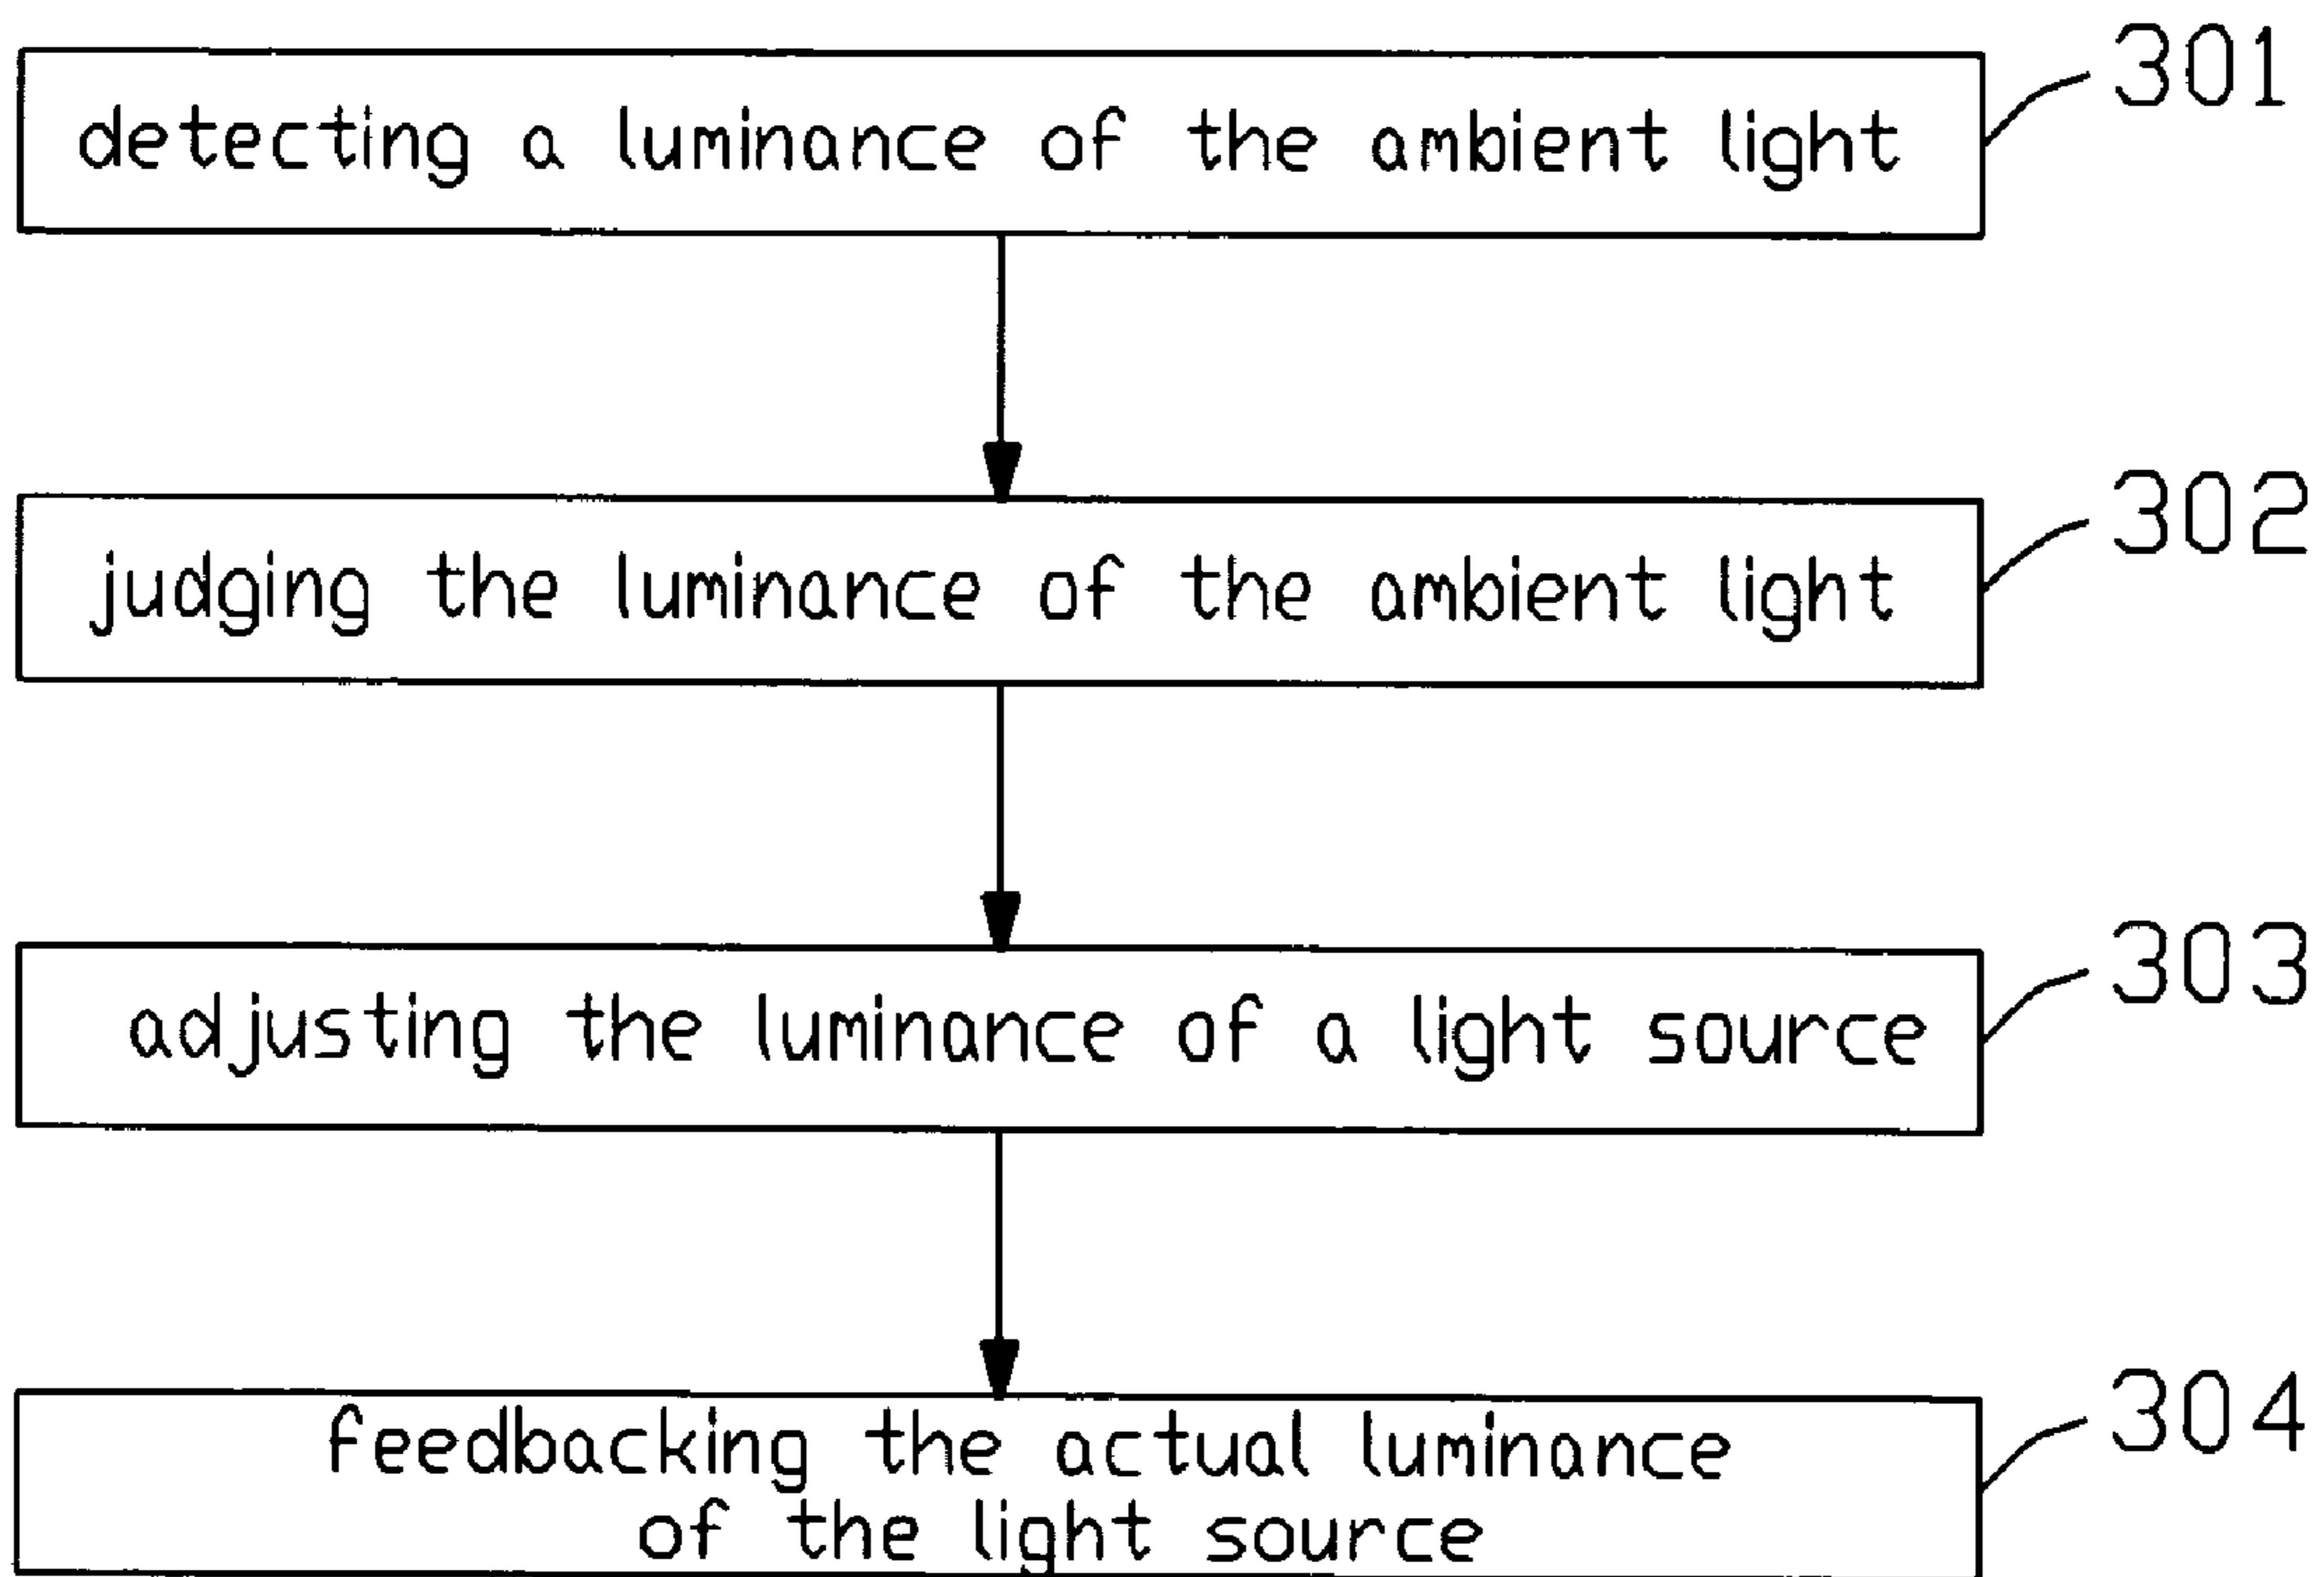 detecting a luminance of the ambient light
301
judging the luminance of the ambient light
302
adjusting the luminance of a light source
303
feedbacking the actual luminance
of the light source
304